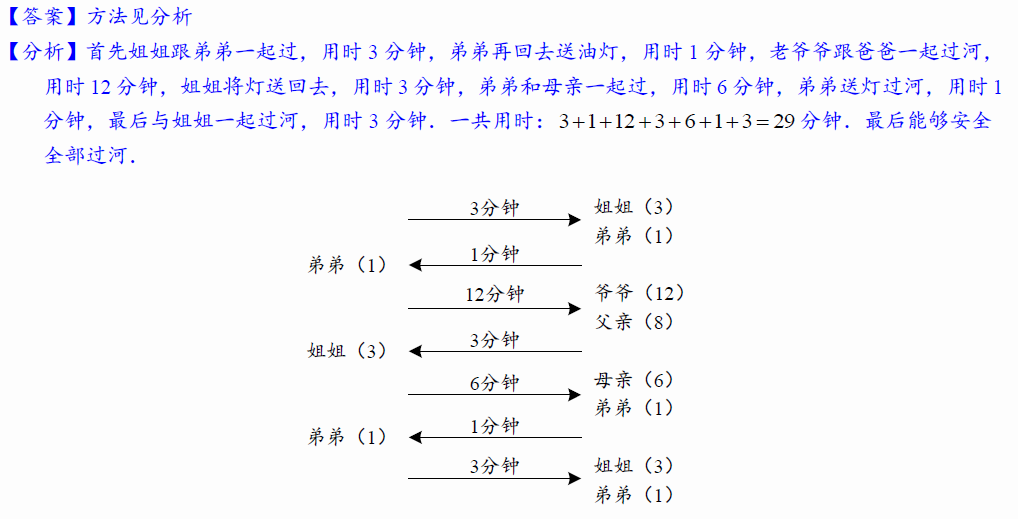 【答案】方法见分析
【分析】首先姐姐跟弟弟一起过，用时3分钟，弟弟再回去送油灯，用时1分钟，老爷爷跟爸爸一起过河，
用时12分钟，姐姐将灯送回去，用时3分钟，弟弟和母亲一起过，用时6分钟，弟弟送灯过河，用时1
分钟，最后与姐姐一起过河，用时3分钟．一共用时：3+1+12+3+6+1+3=29分钟．最后能够安全
全部过河．
3分钟 姐姐（3）
弟弟（1）
弟弟（1） 1分钟
12分钟 爷爷（12）
父亲（8）
姐姐（3） 3分钟
6分钟 母亲（6）
弟弟（1）
弟弟（1） 1分钟
3分钟 姐姐（3）
弟弟（1）